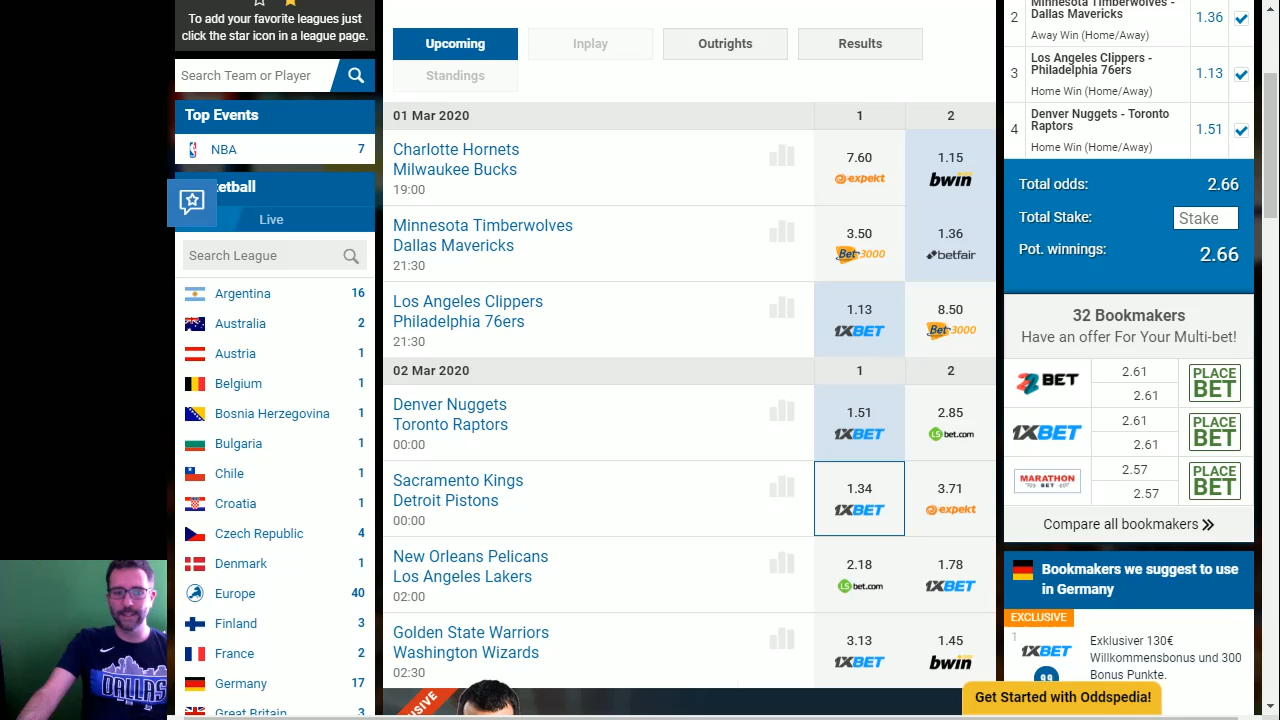 To add your favorite leagues just
click the star icon in a league page.
Search Team or Player
Top Events
NBA 7
etball
Live
Search League
Argentina 16
Australia 2
Austria 1
Belgium 1
Bosnia Herzegovina 1
Bulgaria 1
Chile 1
Croatia 1
Czech Republic 4
Denmark 1
Europe 40
Finland 3
France 2
Germany 17
Great Britain 3
DALLAS
Upcoming Inplay Outrights Results
Standings
01 Mar 2020 1 2
Charlotte Hornets
Milwaukee Bucks
19:00
7.60 1.15
expekt bwin
Minnesota Timberwolves
Dallas Mavericks
21:30
3.50 1.36
Bet3000 betfair
Los Angeles Clippers
Philadelphia 76ers
21:30
1.13 8.50
1XBET Bet3000
02 Mar 2020 1 2
Denver Nuggets
Toronto Raptors
00:00
1.51 2.85
1XBET LSbet.com
Sacramento Kings
Detroit Pistons
00:00
1.34 3.71
1XBET expekt
New Orleans Pelicans
Los Angeles Lakers
02:00
2.18 1.78
LSbet.com 1XBET
Golden State Warriors
Washington Wizards
02:30
3.13 1.45
1XBET bwin
2 Minnesota Timberwolves -
Dallas Mavericks 1.36
Away Win (Home/Away)
3 Los Angeles Clippers -
Philadelphia 76ers 1.13
Home Win (Home/Away)
4 Denver Nuggets - Toronto
Raptors 1.51
Home Win (Home/Away)
Total odds: 2.66
Total Stake: Stake
Pot. winnings: 2.66
32 Bookmakers
Have an offer For Your Multi-bet!
22BET 2.61 2.61 PLACE BET
1XBET 2.61 2.61 PLACE BET
MARATHON BET 2.57 2.57 PLACE BET
Compare all bookmakers
Bookmakers we suggest to use
in Germany
EXCLUSIVE
1 1XBET 99
Exklusiver 130€
Willkommensbonus und 300
Bonus Punkte.
Get Started with Oddspedia!